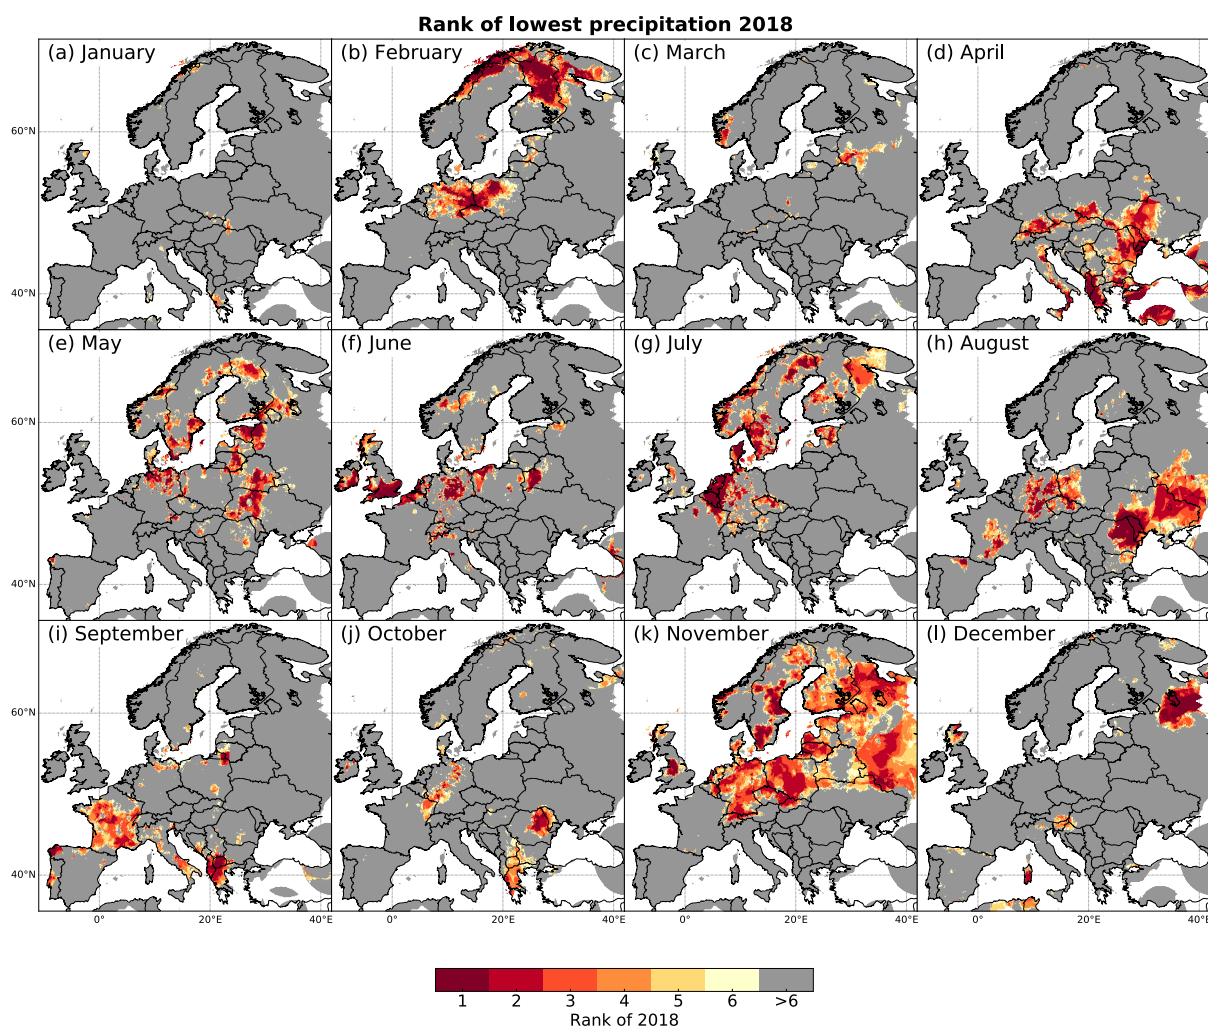 Rank of lowest precipitation 2018
(a) January
(b) February
(c) March
(d) April
60°N
40°N
(e) May
(f) June
(g) July
(h) August
60°N
40°N
(i) September
(j) October
(k) November
(l) December
60°N
40°N
0° 20°E 40°E 0° 20°E 40°E 0° 20°E 40°E 0° 20°E 40°E
1 2 3 4 5 6 >6
Rank of 2018